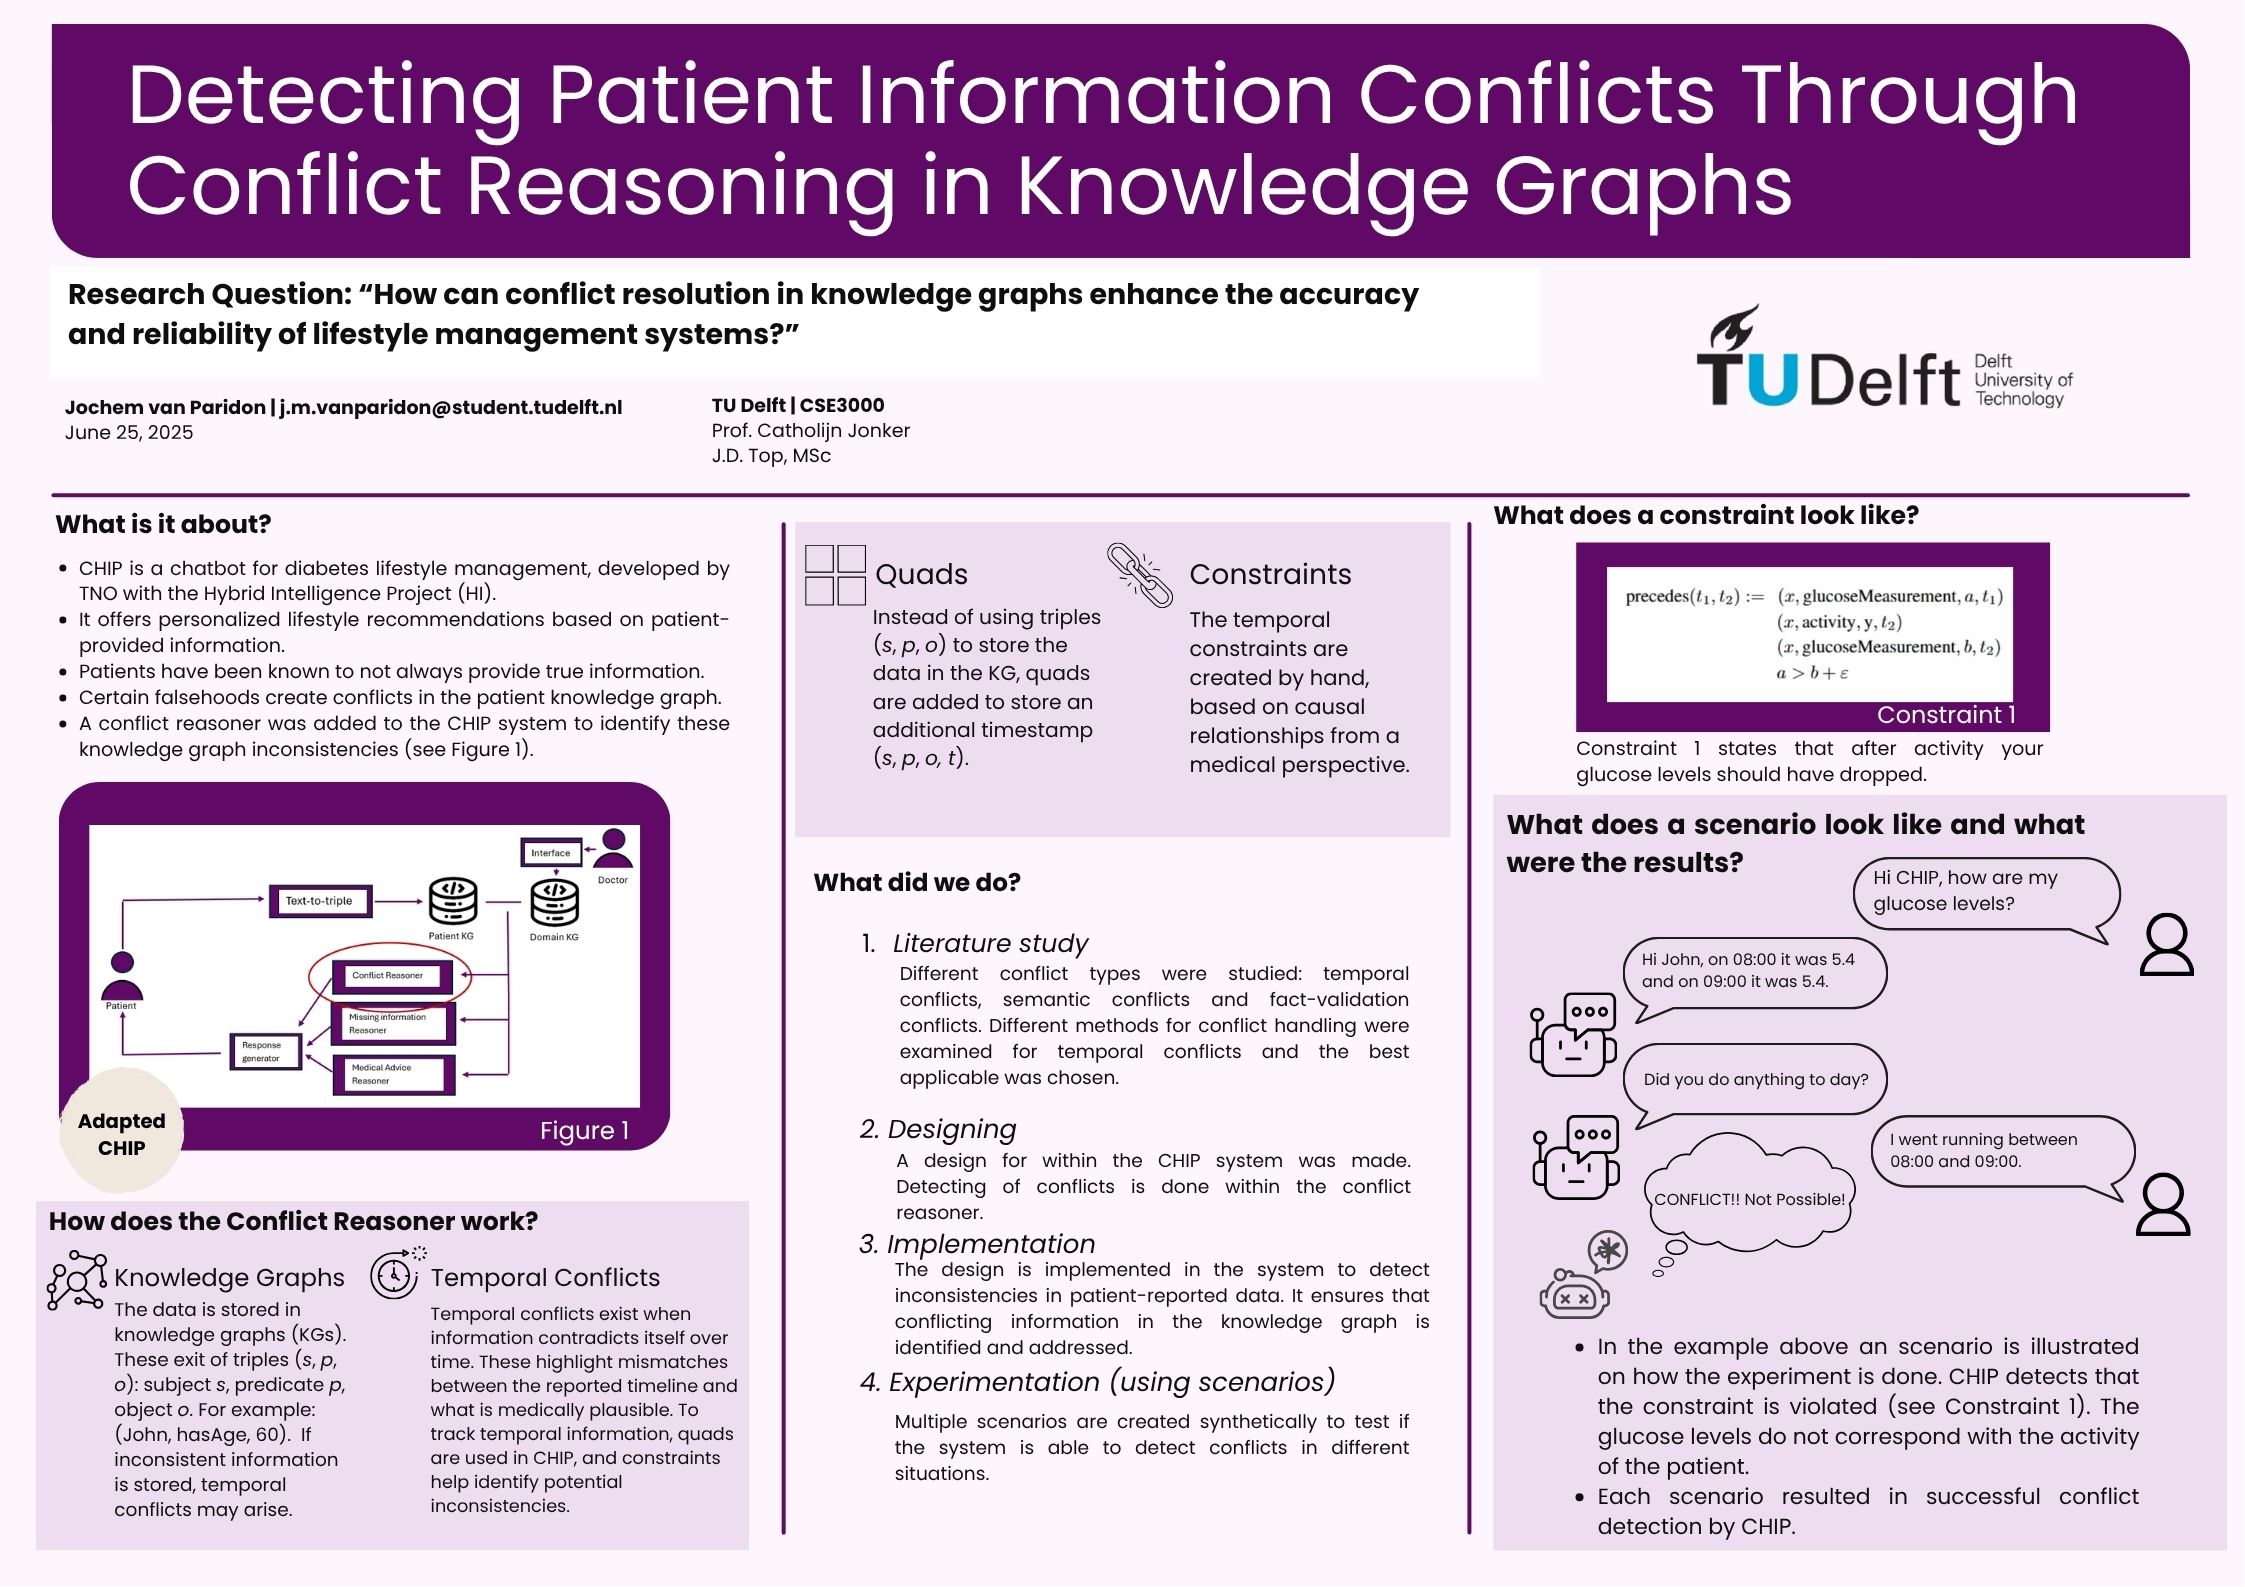 Detecting Patient Information Conflicts Through
Conflict Reasoning in Knowledge Graphs
Research Question: “How can conflict resolution in knowledge graphs enhance the accuracy
and reliability of lifestyle management systems?”
Jochem van Paridon | j.m.vanparidon@student.tudelft.nl
June 25, 2025
TU Delft | CSE3000
Prof. Catholijn Jonker
J.D. Top, MSc
TUDelft
Delft
University of
Technology
What is it about?
• CHIP is a chatbot for diabetes lifestyle management, developed by
TNO with the Hybrid Intelligence Project (HI).
• It offers personalized lifestyle recommendations based on patient-
provided information.
• Patients have been known to not always provide true information.
• Certain falsehoods create conflicts in the patient knowledge graph.
• A conflict reasoner was added to the CHIP system to identify these
knowledge graph inconsistencies (see Figure 1).
Interface
Doctor
Text-to-triple
Patient KG
Domain KG
Conflict Reasoner
Patient
Missing information
Reasoner
Response
generator
Medical Advice
Reasoner
Adapted
CHIP
Figure 1
How does the Conflict Reasoner work?
Knowledge Graphs
The data is stored in
knowledge graphs (KGs).
These exit of triples (s, p,
o): subject s, predicate p,
object o. For example:
(John, hasAge, 60). If
inconsistent information
is stored, temporal
conflicts may arise.
Temporal Conflicts
Temporal conflicts exist when
information contradicts itself over
time. These highlight mismatches
between the reported timeline and
what is medically plausible. To
track temporal information, quads
are used in CHIP, and constraints
help identify potential
inconsistencies.
Quads
Instead of using triples
(s, p, o) to store the
data in the KG, quads
are added to store an
additional timestamp
(s, p, o, t).
Constraints
The temporal
constraints are
created by hand,
based on causal
relationships from a
medical perspective.
What did we do?
1. Literature study
Different conflict types were studied: temporal
conflicts, semantic conflicts and fact-validation
conflicts. Different methods for conflict handling were
examined for temporal conflicts and the best
applicable was chosen.
2. Designing
A design for within the CHIP system was made.
Detecting of conflicts is done within the conflict
reasoner.
3. Implementation
The design is implemented in the system to detect
inconsistencies in patient-reported data. It ensures that
conflicting information in the knowledge graph is
identified and addressed.
4. Experimentation (using scenarios)
Multiple scenarios are created synthetically to test if
the system is able to detect conflicts in different
situations.
What does a constraint look like?
precedes(t₁, t₂) := (x, glucoseMeasurement, a, t₁)
(x, activity, y, t₂)
(x, glucoseMeasurement, b, t₂)
a > b + ε
Constraint 1
Constraint 1 states that after activity your
glucose levels should have dropped.
What does a scenario look like and what
were the results?
Hi CHIP, how are my
glucose levels?
Hi John, on 08:00 it was 5.4
and on 09:00 it was 5.4.
Did you do anything to day?
I went running between
08:00 and 09:00.
CONFLICT!! Not Possible!
• In the example above an scenario is illustrated
on how the experiment is done. CHIP detects that
the constraint is violated (see Constraint 1). The
glucose levels do not correspond with the activity
of the patient.
• Each scenario resulted in successful conflict
detection by CHIP.